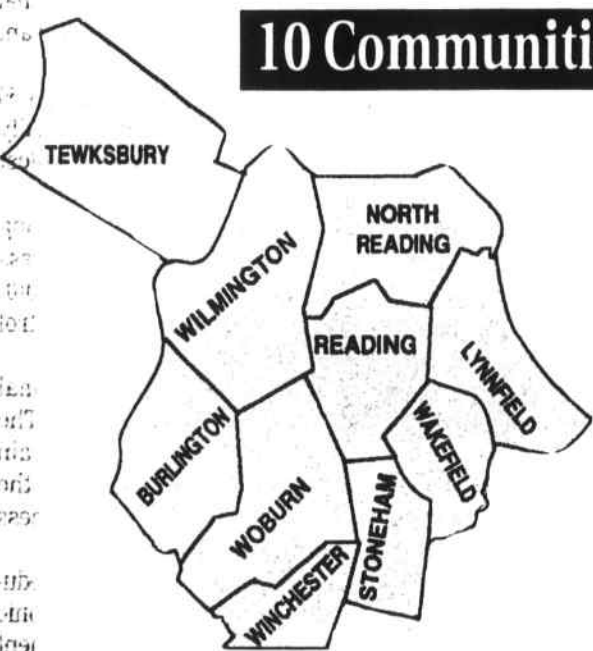 10 Communiti
TEWKSBURY
NORTH
READING
WILMINGTON
READING
LYNNFIELD
BURLINGTON
WAKEFIELD
WOBURN
STONEHAM
WINCHESTER